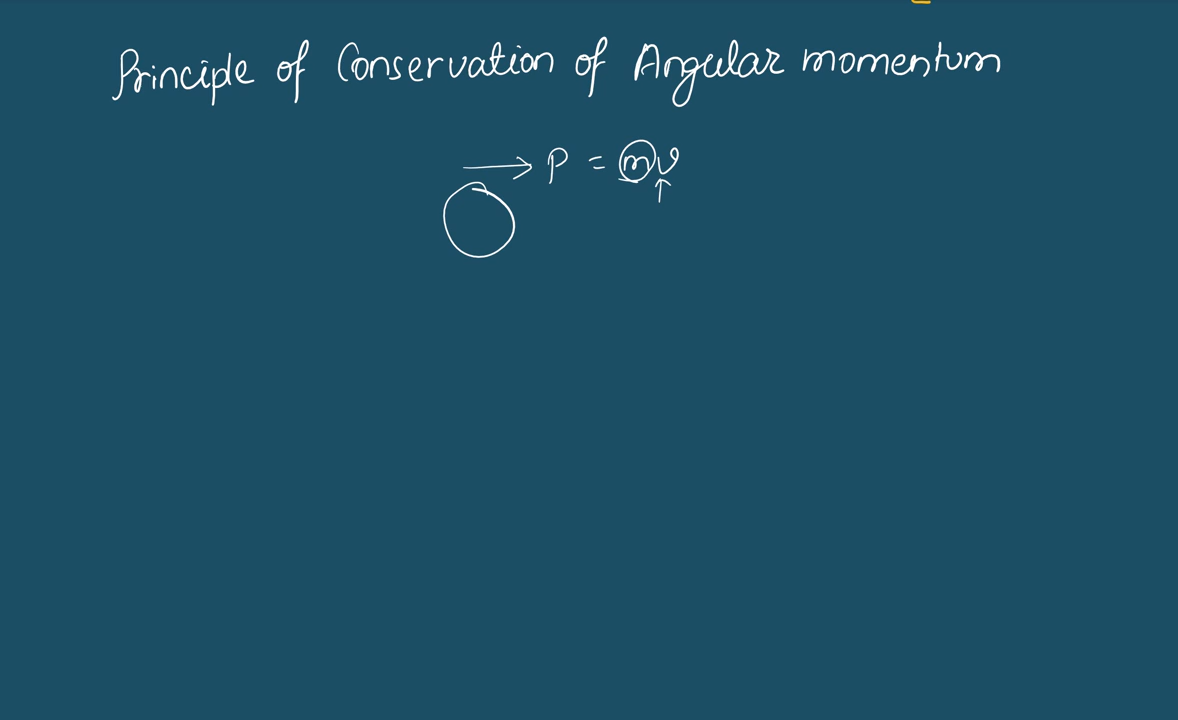 Principle of Conservation of Angular momentum
P = mv